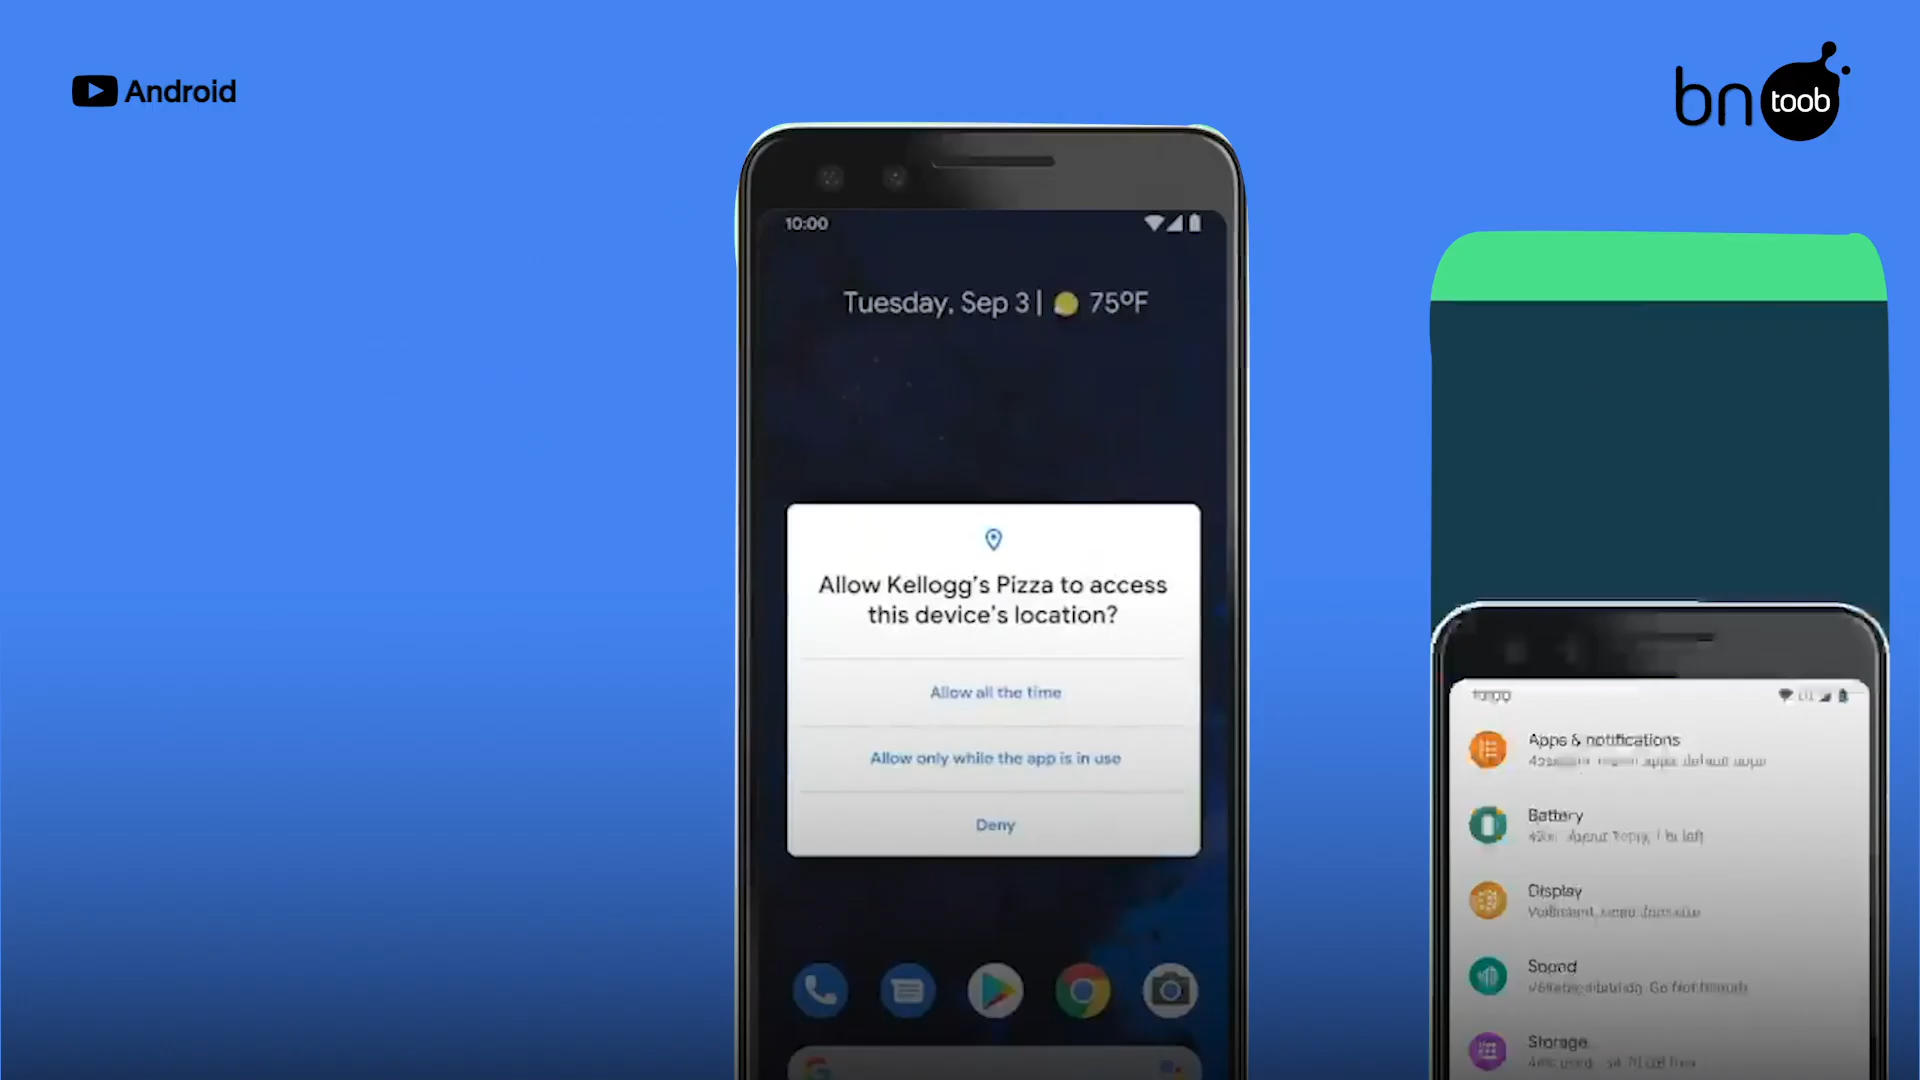 Android
bn toob
10:00
Tuesday, Sep 3 | 75ºF
Allow Kellogg's Pizza to access
this device's location?
Allow all the time
Allow only while the app is in use
Deny
Apps & notifications
Battery
Display
Sound
Storage